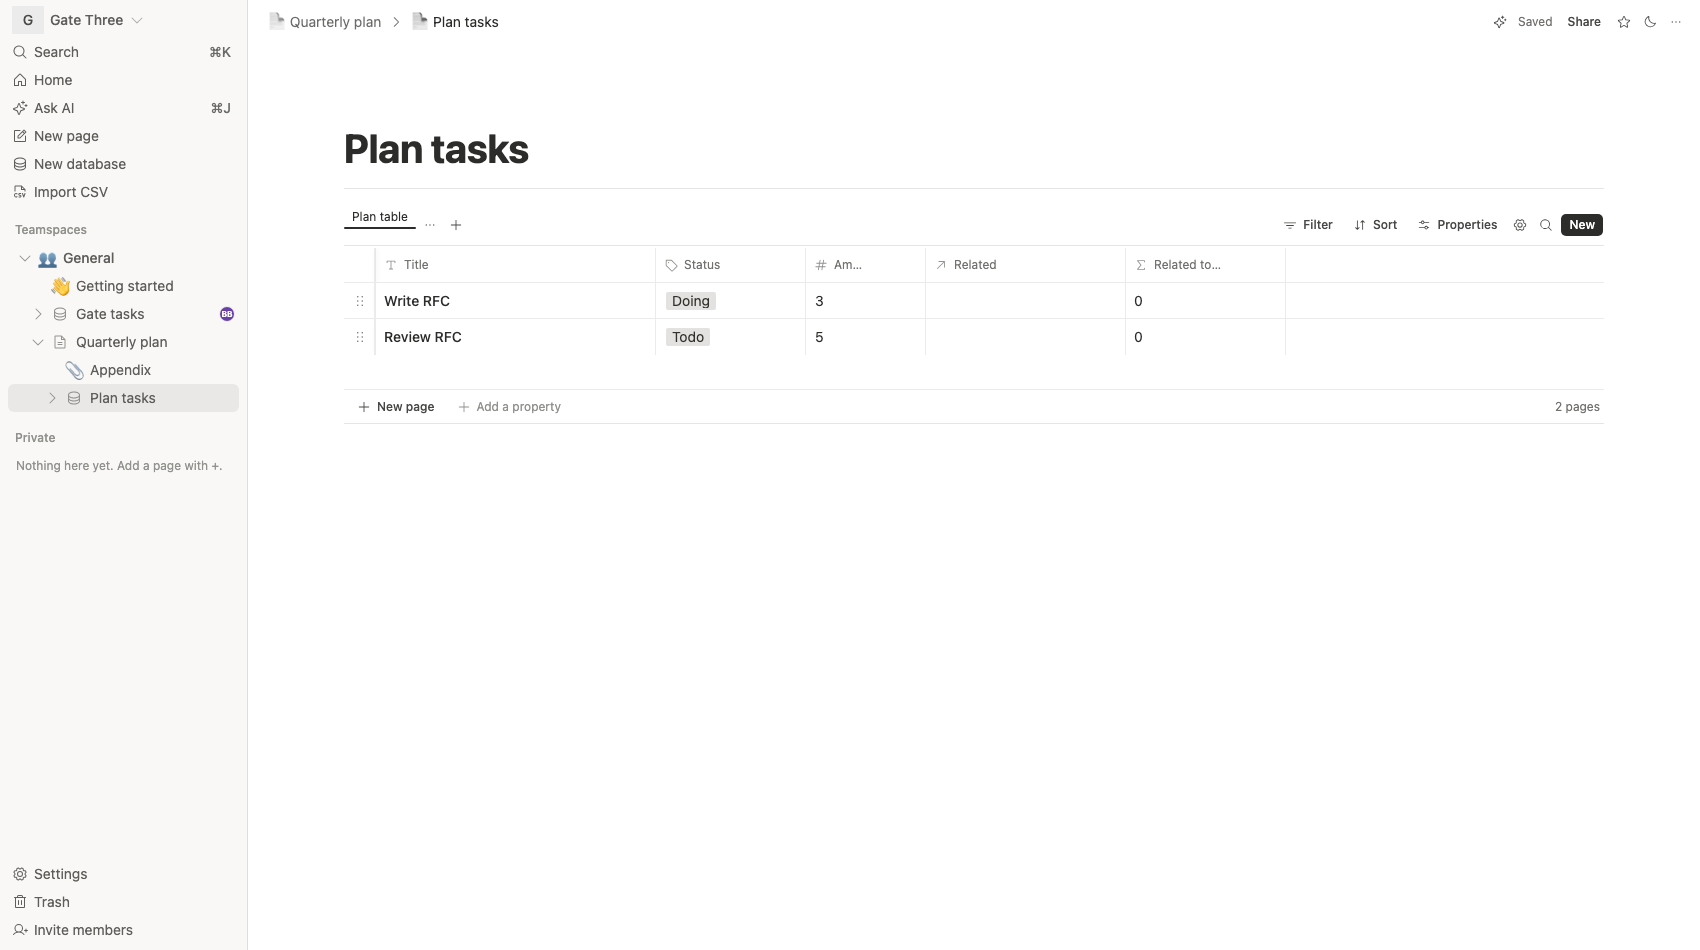 G Gate Three
Search ⌘K
Home
Ask AI ⌘J
New page
New database
CSV Import CSV
Teamspaces
General
Getting started
Gate tasks BB
Quarterly plan
Appendix
Plan tasks
Private
Nothing here yet. Add a page with +.
Settings
Trash
Invite members
Quarterly plan > Plan tasks
Saved Share ...
Plan tasks
Plan table ... +
Filter Sort Properties New
Title Status # Am... Related Σ Related to...
Write RFC Doing 3 0
Review RFC Todo 5 0
+ New page + Add a property 2 pages